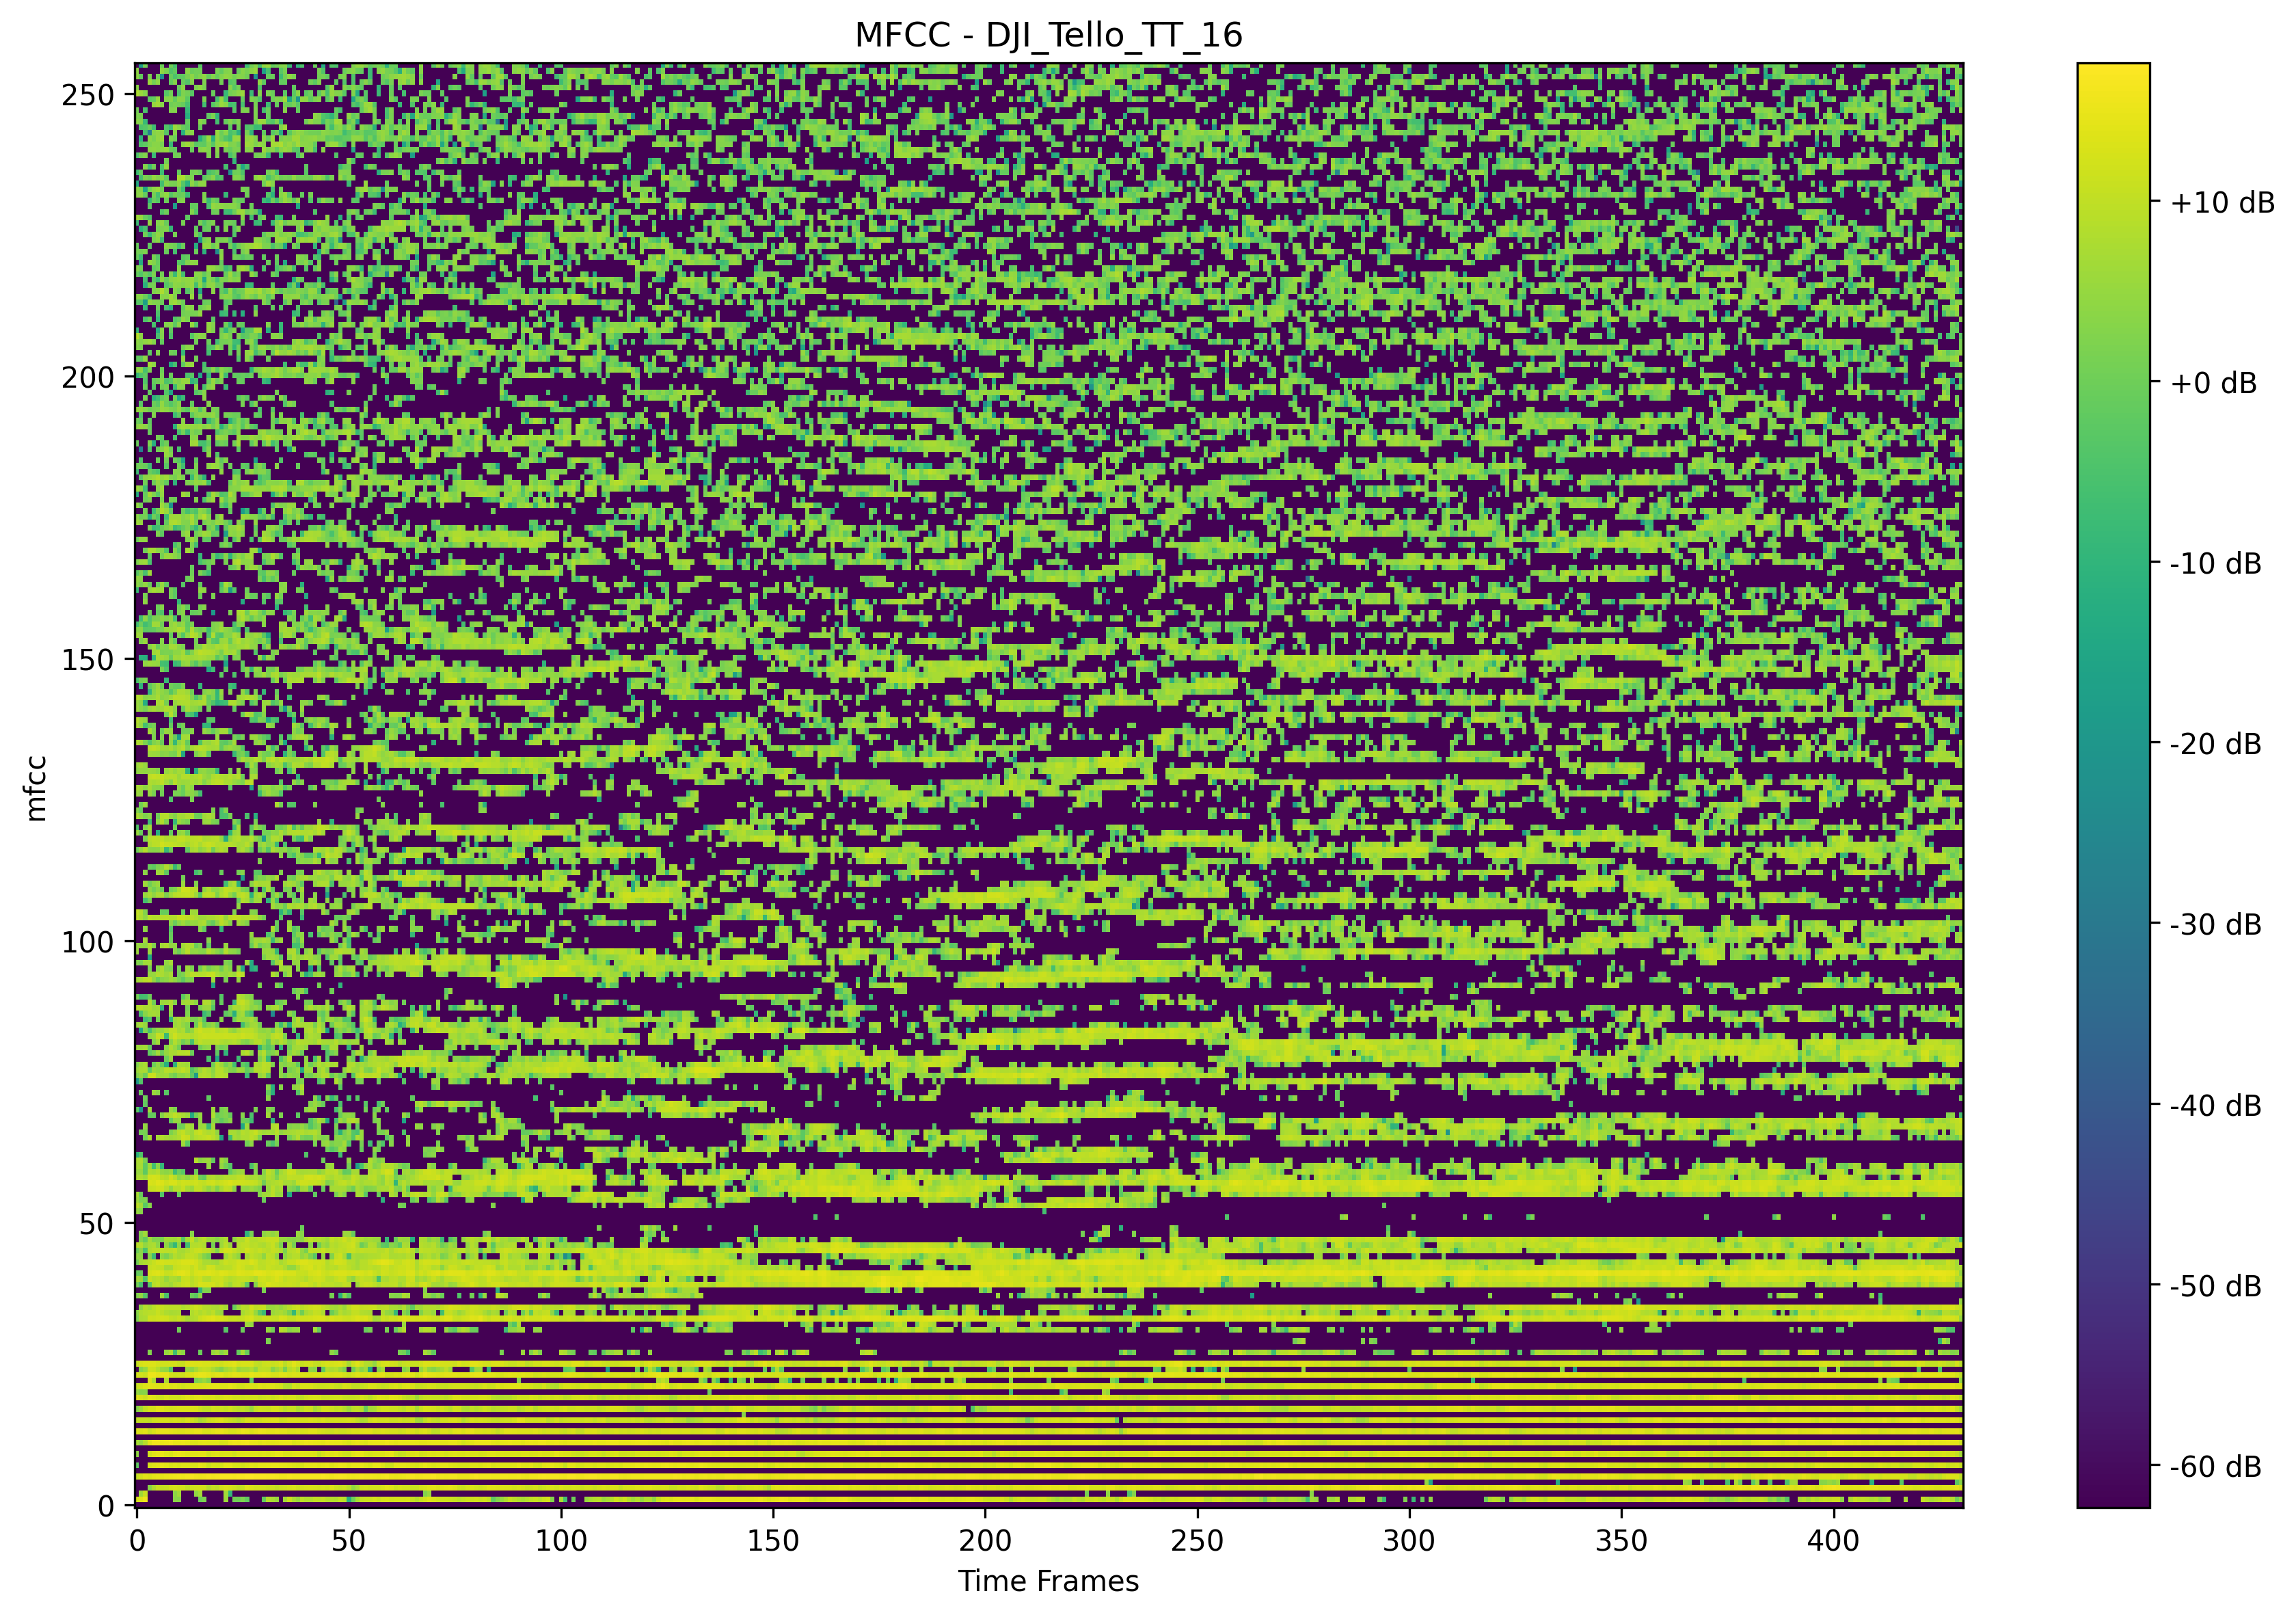 MFCC - DJI_Tello_TT_16
250
200
150
100
50
0
mfcc
0 50 100 150 200 250 300 350 400
Time Frames
+10 dB
+0 dB
-10 dB
-20 dB
-30 dB
-40 dB
-50 dB
-60 dB